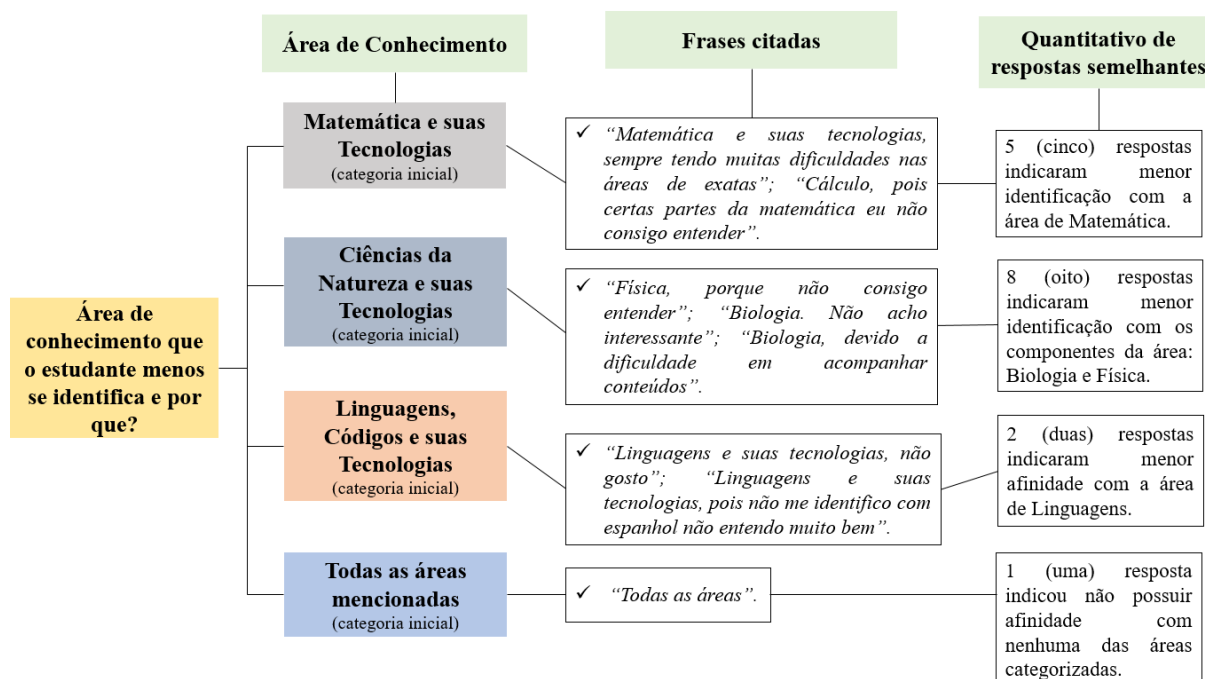 Área de Conhecimento
Frases citadas
Quantitativo de
respostas semelhantes
Área de
conhecimento que
o estudante menos
se identifica e por
que?
Matemática e suas
Tecnologias
(categoria inicial)
✓ “Matemática e suas tecnologias,
sempre tendo muitas dificuldades nas
áreas de exatas”; “Cálculo, pois
certas partes da matemática eu não
consigo entender”.
5 (cinco) respostas
indicaram menor
identificação com a
área de Matemática.
Ciências da
Natureza e suas
Tecnologias
(categoria inicial)
✓ “Física, porque não consigo
entender”; “Biologia. Não acho
interessante”; “Biologia, devido a
dificuldade em acompanhar
conteúdos”.
8 (oito) respostas
indicaram menor
identificação com os
componentes da área:
Biologia e Física.
Linguagens,
Códigos e suas
Tecnologias
(categoria inicial)
✓ “Linguagens e suas tecnologias, não
gosto”; “Linguagens e suas
tecnologias, pois não me identifico com
espanhol não entendo muito bem”.
2 (duas) respostas
indicaram menor
afinidade com a área
de Linguagens.
Todas as áreas
mencionadas
(categoria inicial)
✓ “Todas as áreas”.
1 (uma) resposta
indicou não possuir
afinidade com
nenhuma das áreas
categorizadas.